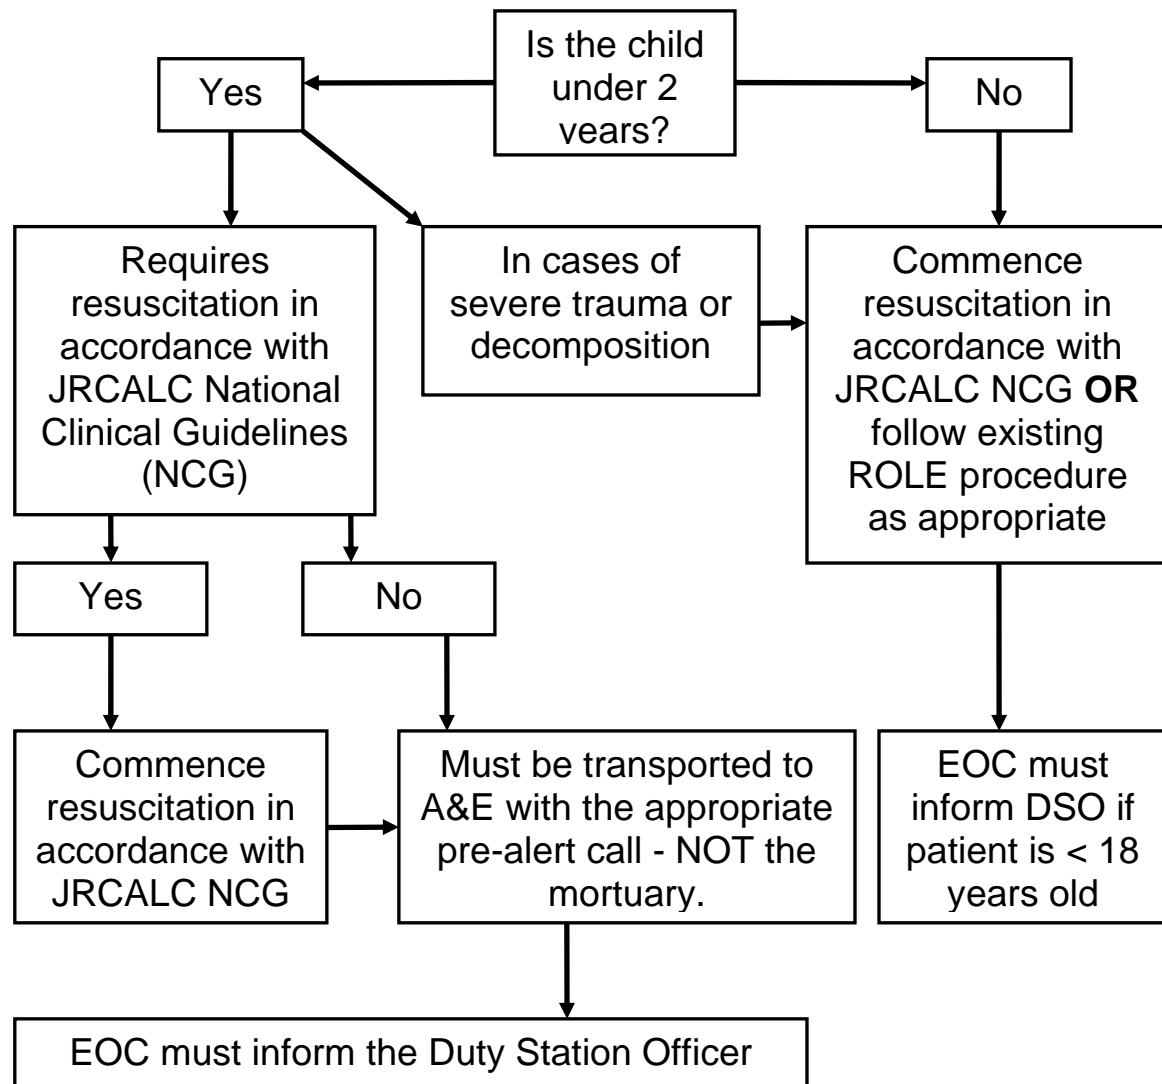 Is the child
under 2
years?
Yes
No
Requires
resuscitation in
accordance with
JRCALC National
Clinical Guidelines
(NCG)
In cases of
severe trauma or
decomposition
Commence
resuscitation in
accordance with
JRCALC NCG OR
follow existing
ROLE procedure
as appropriate
Yes
No
Commence
resuscitation in
accordance with
JRCALC NCG
Must be transported to
A&E with the appropriate
pre-alert call - NOT the
mortuary.
EOC must
inform DSO if
patient is < 18
years old
EOC must inform the Duty Station Officer